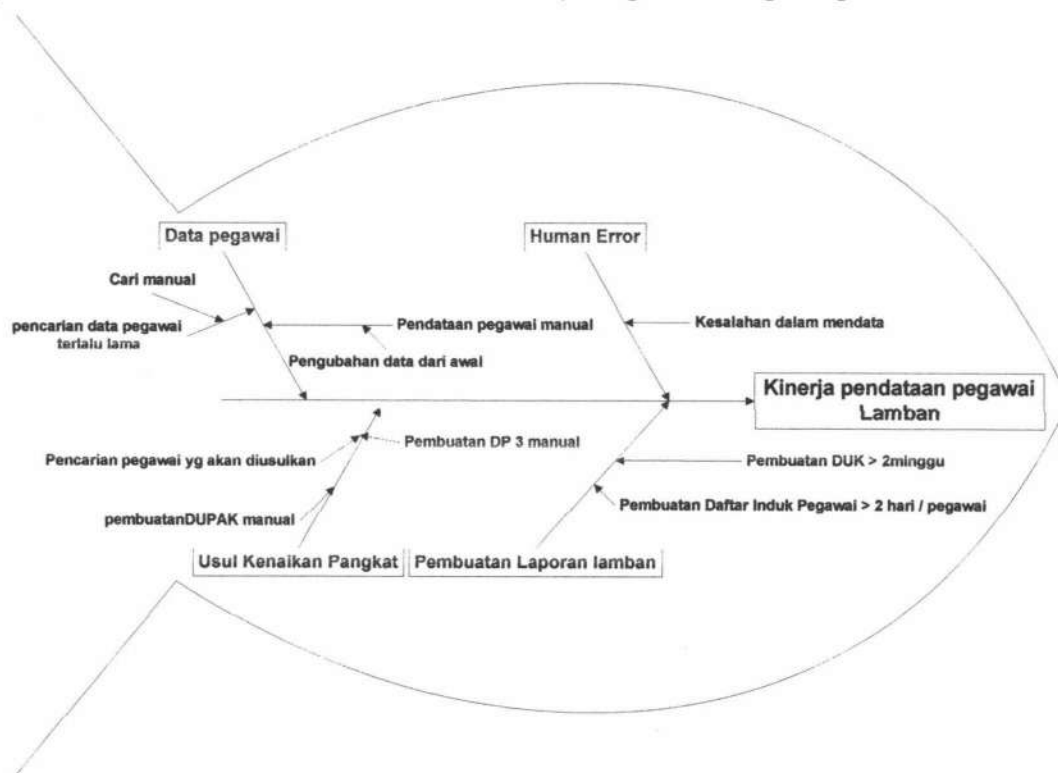 Data pegawai
Human Error
Cari manual
pencarian data pegawai
terlalu lama
Pendataan pegawai manual
Kesalahan dalam mendata
Pengubahan data dari awal
Kinerja pendataan pegawai
Lamban
Pembuatan DP 3 manual
Pencarian pegawai yg akan diusulkan
Pembuatan DUK > 2minggu
Pembuatan Daftar Induk Pegawai > 2 hari / pegawai
pembuatanDUPAK manual
Usul Kenaikan Pangkat
Pembuatan Laporan lamban